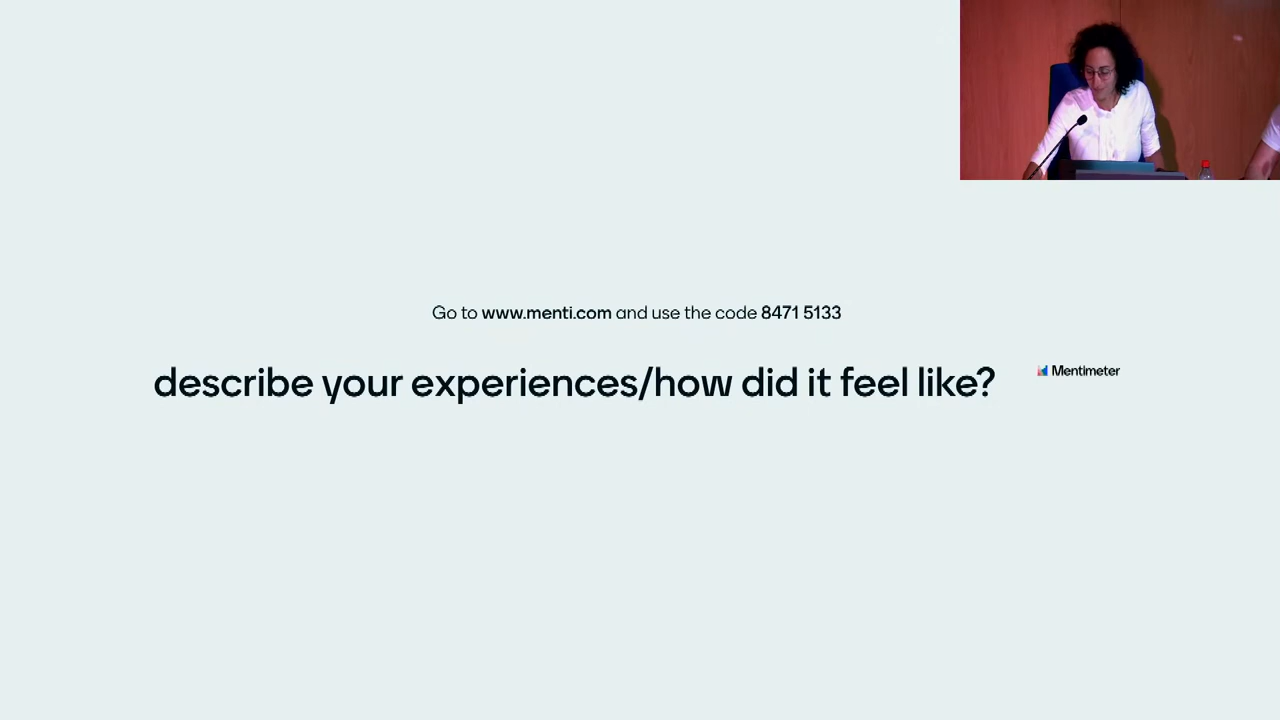 Go to www.menti.com and use the code 8471 5133
describe your experiences/how did it feel like?
Mentimeter